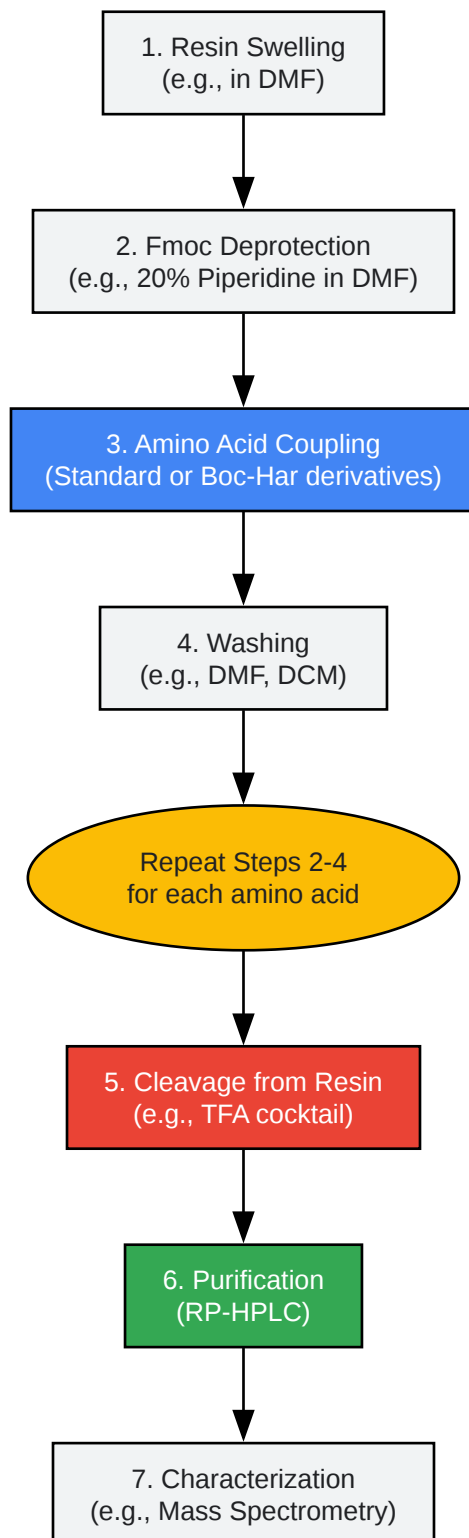 1. Resin Swelling
(e.g., in DMF)
2. Fmoc Deprotection
(e.g., 20% Piperidine in DMF)
3. Amino Acid Coupling
(Standard or Boc-Har derivatives)
4. Washing
(e.g., DMF, DCM)
Repeat Steps 2-4
for each amino acid
5. Cleavage from Resin
(e.g., TFA cocktail)
6. Purification
(RP-HPLC)
7. Characterization
(e.g., Mass Spectrometry)